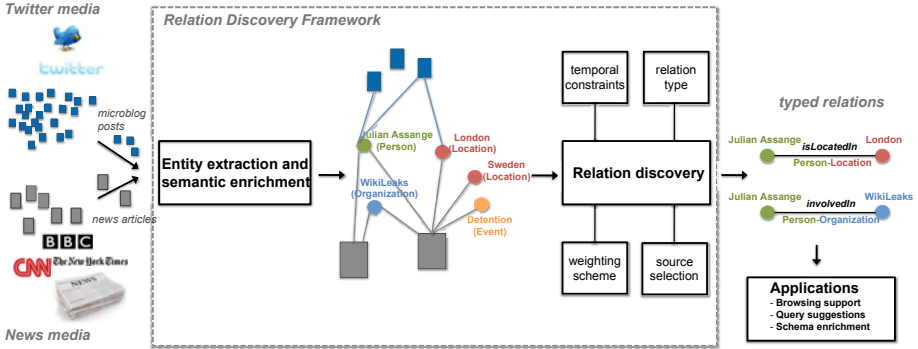 Twitter media
twitter
microblog
posts
news articles
BBC
CNN The New York Times
NEWS
News media
Relation Discovery Framework
Entity extraction and
semantic enrichment
Julian Assange
(Person)
London
(Location)
Sweden
(Location)
WikiLeaks
(Organization)
Detention
(Event)
temporal
constraints
relation
type
Relation discovery
weighting
scheme
source
selection
typed relations
Julian Assange
isLocatedIn
London
Person-Location
Julian Assange
involvedIn
WikiLeaks
Person-Organization
Applications
- Browsing support
- Query suggestions
- Schema enrichment